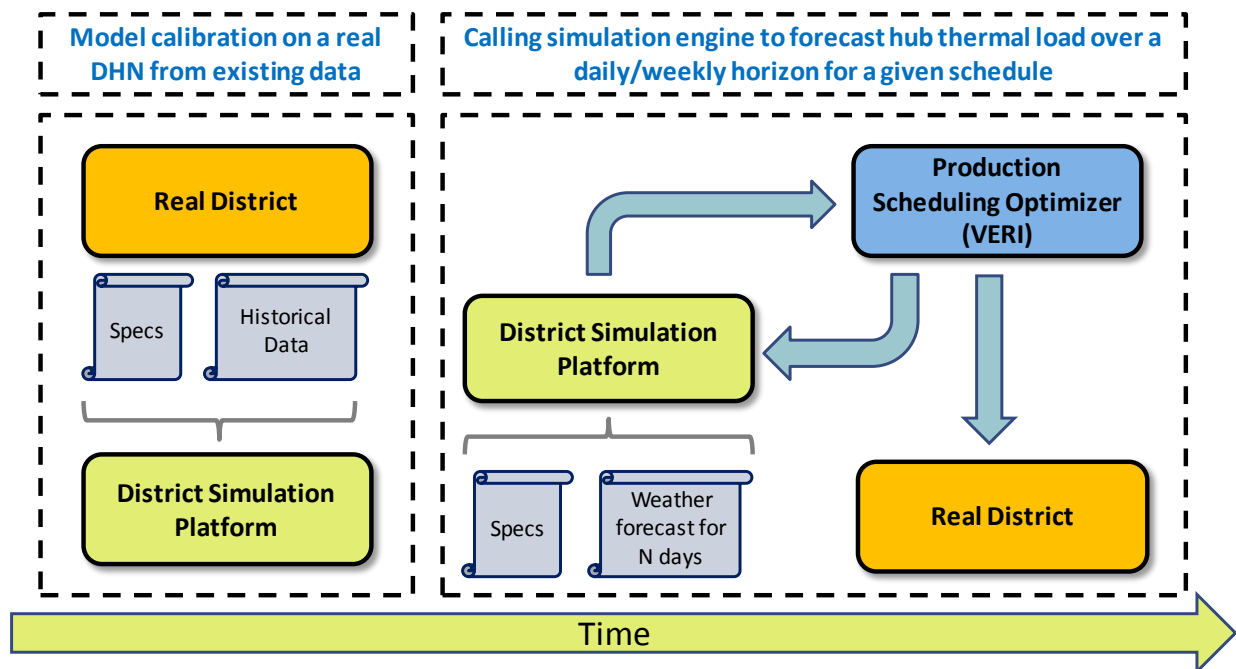 Model calibration on a real
DHN from existing data
Calling simulation engine to forecast hub thermal load over a
daily/weekly horizon for a given schedule
Real District
Specs
Historical
Data
District Simulation
Platform
Production
Scheduling Optimizer
(VERI)
District Simulation
Platform
Specs
Weather
forecast for
N days
Real District
Time